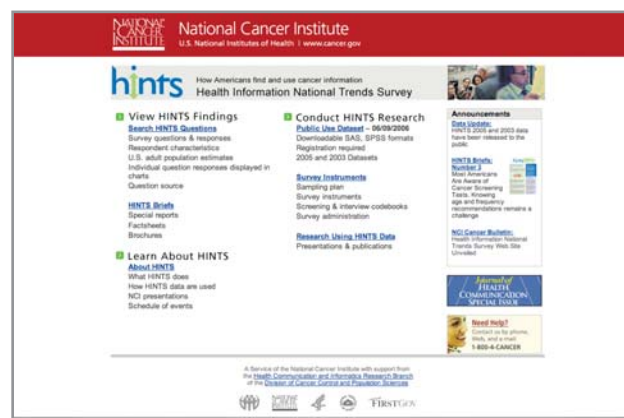 NATIONAL
CANCER
INSTITUTE
National Cancer Institute
U.S. National Institutes of Health | www.cancer.gov
hints
How Americans find and use cancer information
Health Information National Trends Survey
View HINTS Findings
Search HINTS Questions
Survey questions & responses
Respondent characteristics
U.S. adult population estimates
Individual question responses displayed in
charts
Question source
HINTS Briefs
Special reports
Factsheets
Brochures
Learn About HINTS
About HINTS
What HINTS does
How HINTS data are used
NCI presentations
Schedule of events
Conduct HINTS Research
Public Use Dataset – 06/09/2006
Downloadable SAS, SPSS formats
Registration required
2005 and 2003 Datasets
Survey Instruments
Sampling plan
Survey instruments
Screening & interview codebooks
Survey administration
Research Using HINTS Data
Presentations & publications
Announcements
Data Update:
HINTS 2005 and 2003 data
have been released to the
public
HINTS Briefs:
Number 3
Most Americans
Are Aware of
Cancer Screening
Tests. Knowing
age and frequency
recommendations remains a
challenge
NCI Cancer Bulletin:
Health Information National
Trends Survey Web Site
Unveiled
Journal of
HEALTH
COMMUNICATION
SPECIAL ISSUE
Need Help?
Contact us by phone,
Web, and e-mail
1-800-4-CANCER
A Service of the National Cancer Institute with support from
the Health Communication and Informatics Research Branch
of the Division of Cancer Control and Population Sciences
NATIONAL
CANCER
INSTITUTE
FIRSTGOV